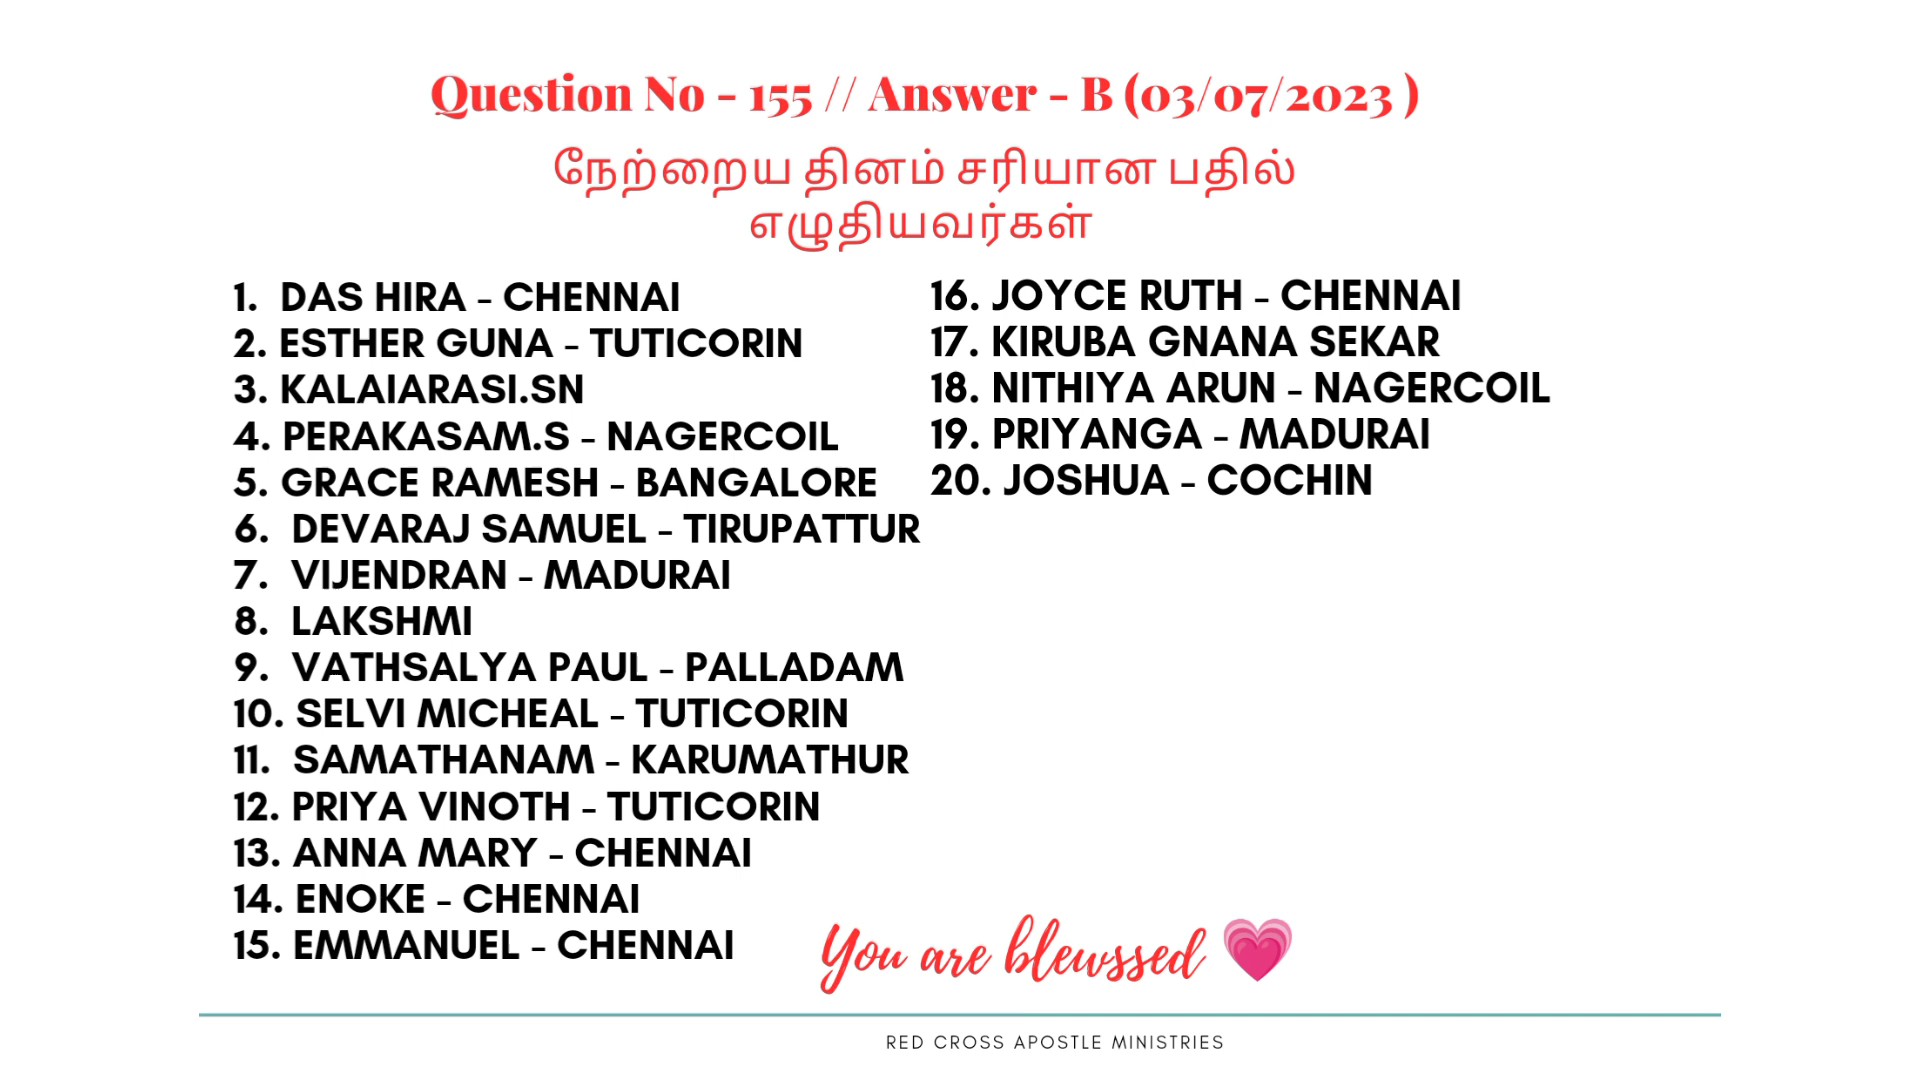 Question No - 155 // Answer - B (03/07/2023 )
நேற்றைய தினம் சரியான பதில்
எழுதியவர்கள்
1. DAS HIRA - CHENNAI
2. ESTHER GUNA - TUTICORIN
3. KALAIARASI.SN
4. PERAKASAM.S - NAGERCOIL
5. GRACE RAMESH - BANGALORE
6. DEVARAJ SAMUEL - TIRUPATTUR
7. VIJENDRAN - MADURAI
8. LAKSHMI
9. VATHSALYA PAUL - PALLADAM
10. SELVI MICHEAL - TUTICORIN
11. SAMATHANAM - KARUMATHUR
12. PRIYA VINOTH - TUTICORIN
13. ANNA MARY - CHENNAI
14. ENOKE - CHENNAI
15. EMMANUEL - CHENNAI
16. JOYCE RUTH - CHENNAI
17. KIRUBA GNANA SEKAR
18. NITHIYA ARUN - NAGERCOIL
19. PRIYANGA - MADURAI
20. JOSHUA - COCHIN
You are blewssed
RED CROSS APOSTLE MINISTRIES